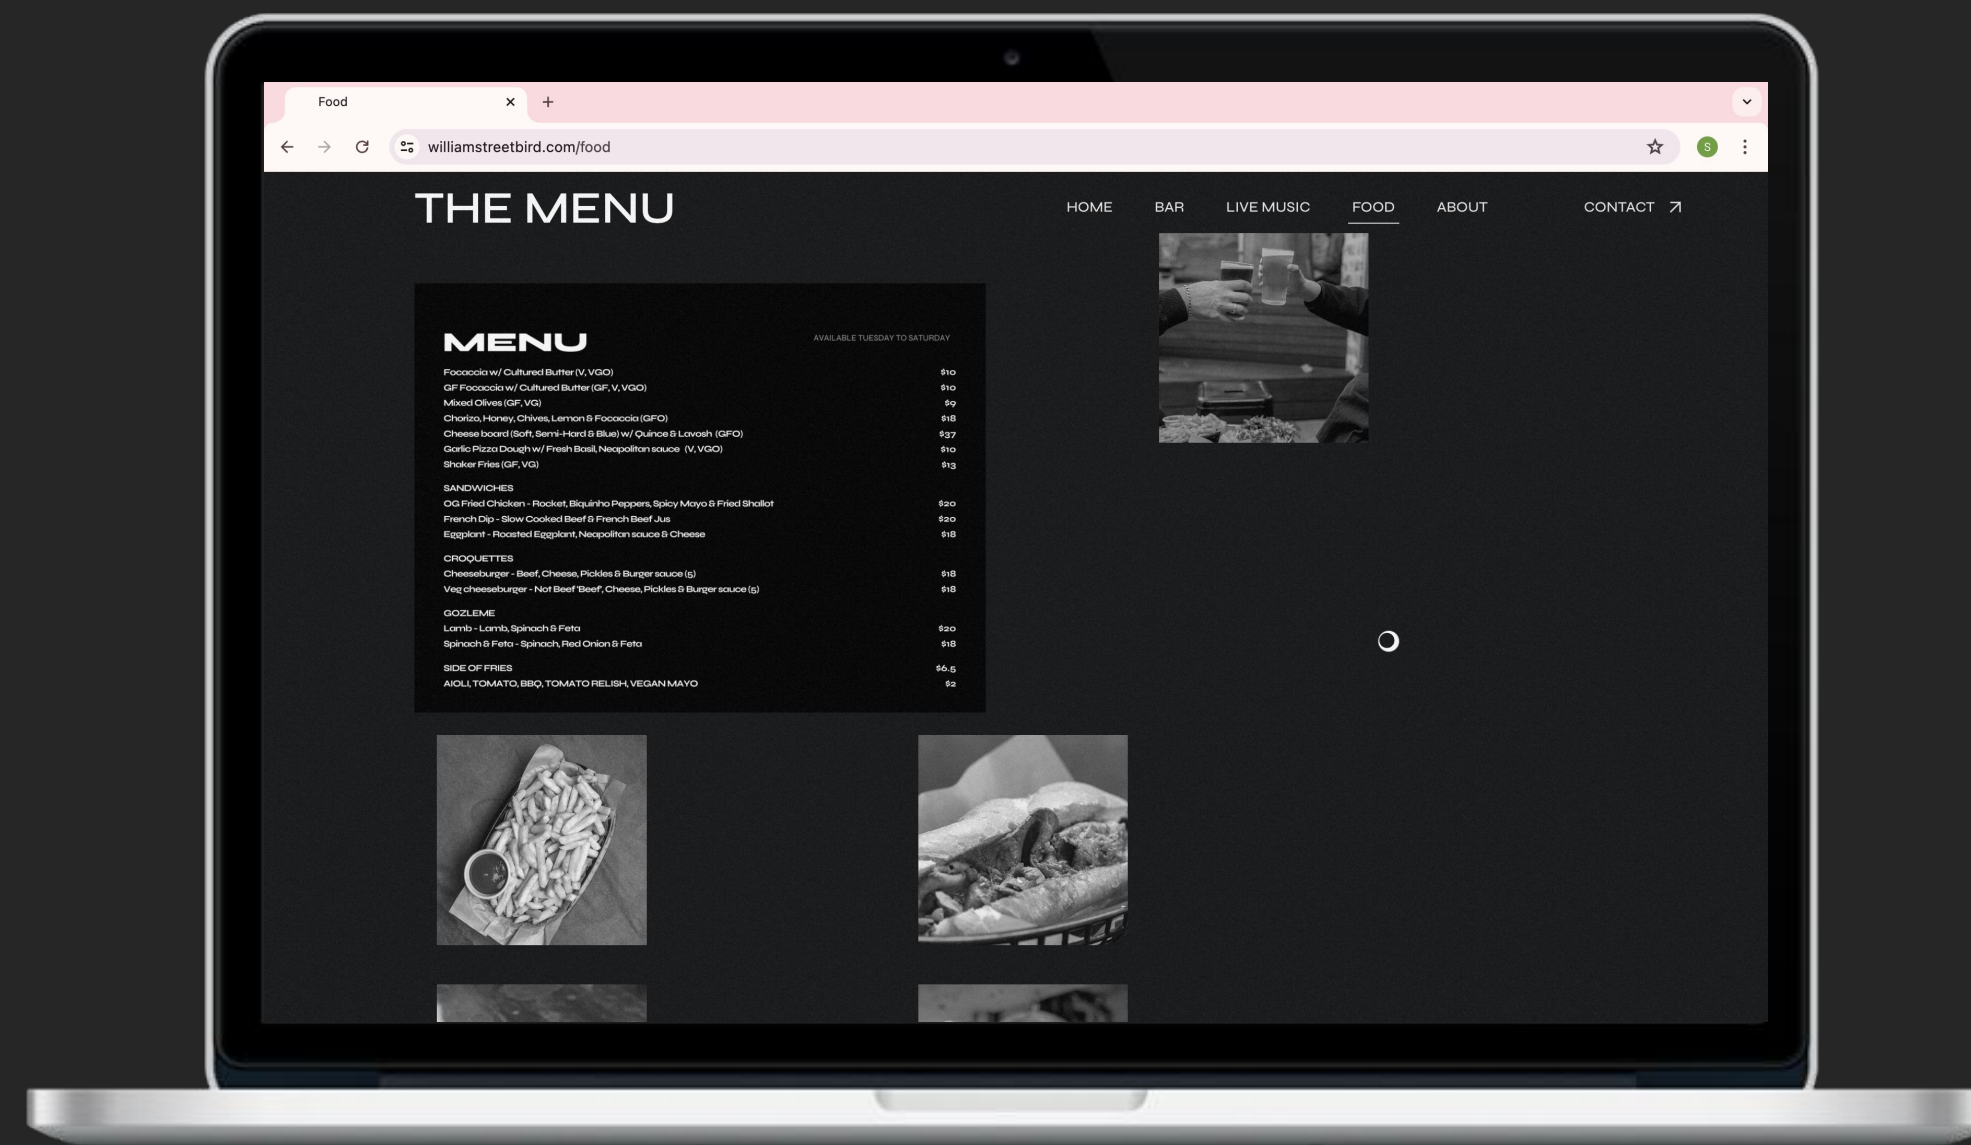 Food
williamstreetbird.com/food
S
THE MENU
HOME BAR LIVE MUSIC FOOD ABOUT CONTACT
MENU
AVAILABLE TUESDAY TO SATURDAY
Focaccia w/ Cultured Butter (V, VGO) $10
GF Focaccia w/ Cultured Butter (GF, V, VGO) $10
Mixed Olives (GF, VG) $9
Chorizo, Honey, Chives, Lemon & Focaccia (GFO) $18
Cheese board (Soft, Semi-Hard & Blue) w/ Quince & Lavosh (GFO) $37
Garlic Pizza Dough w/ Fresh Basil, Neapolitan sauce (V, VGO) $10
Shaker Fries (GF, VG) $13
SANDWICHES
OG Fried Chicken - Rocket, Biquinho Peppers, Spicy Mayo & Fried Shallot $20
French Dip - Slow Cooked Beef & French Beef Jus $20
Eggplant - Roasted Eggplant, Neapolitan sauce & Cheese $18
CROQUETTES
Cheeseburger - Beef, Cheese, Pickles & Burger sauce (5) $18
Veg cheeseburger - Not Beef 'Beef', Cheese, Pickles & Burger sauce (5) $18
GOZLEME
Lamb - Lamb, Spinach & Feta $20
Spinach & Feta - Spinach, Red Onion & Feta $18
SIDE OF FRIES $6.5
AIOLI, TOMATO, BBQ, TOMATO RELISH, VEGAN MAYO $2